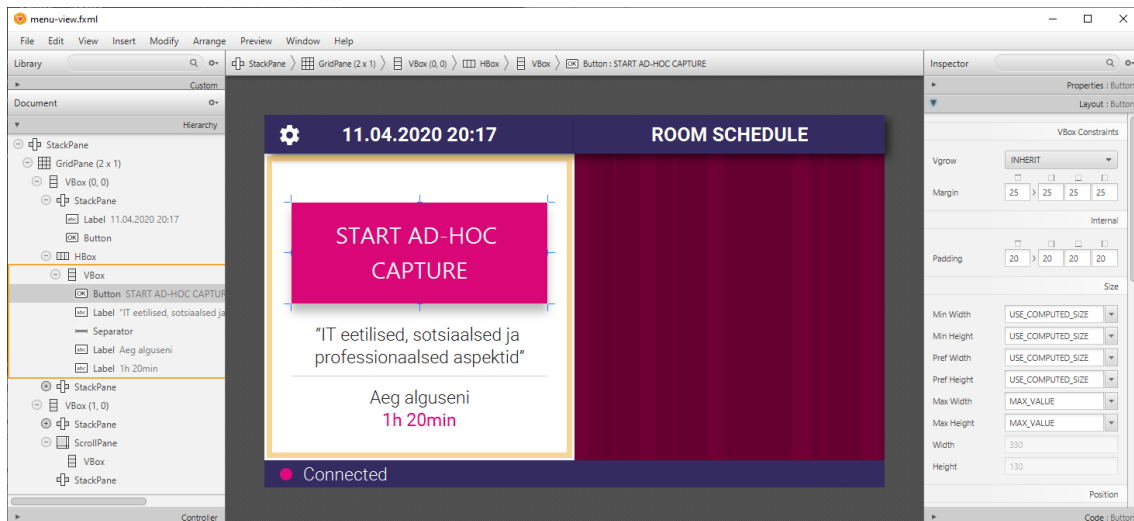 menu-view.fxml
File Edit View Insert Modify Arrange Preview Window Help
Library
Custom
Document
Hierarchy
StackPane
GridPane (2 x 1)
VBox (0, 0)
StackPane
abc Label 11.04.2020 20:17
OK Button
HBox
VBox
OK Button START AD-HOC CAPTUR
abc Label "IT eetilised, sotsiaalsed ja
Separator
abc Label Aeg alguseni
abc Label 1h 20min
StackPane
VBox (1, 0)
StackPane
ScrollPane
VBox
StackPane
Controller
StackPane GridPane (2 x 1) VBox (0, 0) HBox VBox OK Button : START AD-HOC CAPTURE
11.04.2020 20:17
ROOM SCHEDULE
START AD-HOC
CAPTURE
“IT eetilised, sotsiaalsed ja
professionaalsed aspektid”
Aeg alguseni
1h 20min
Connected
Inspector
Properties : Button
Layout : Button
VBox Constraints
Vgrow INHERIT
Margin 25 25 25 25
Internal
Padding 20 20 20 20
Size
Min Width USE_COMPUTED_SIZE
Min Height USE_COMPUTED_SIZE
Pref Width USE_COMPUTED_SIZE
Pref Height USE_COMPUTED_SIZE
Max Width MAX_VALUE
Max Height MAX_VALUE
Width 330
Height 130
Position
Code : Button